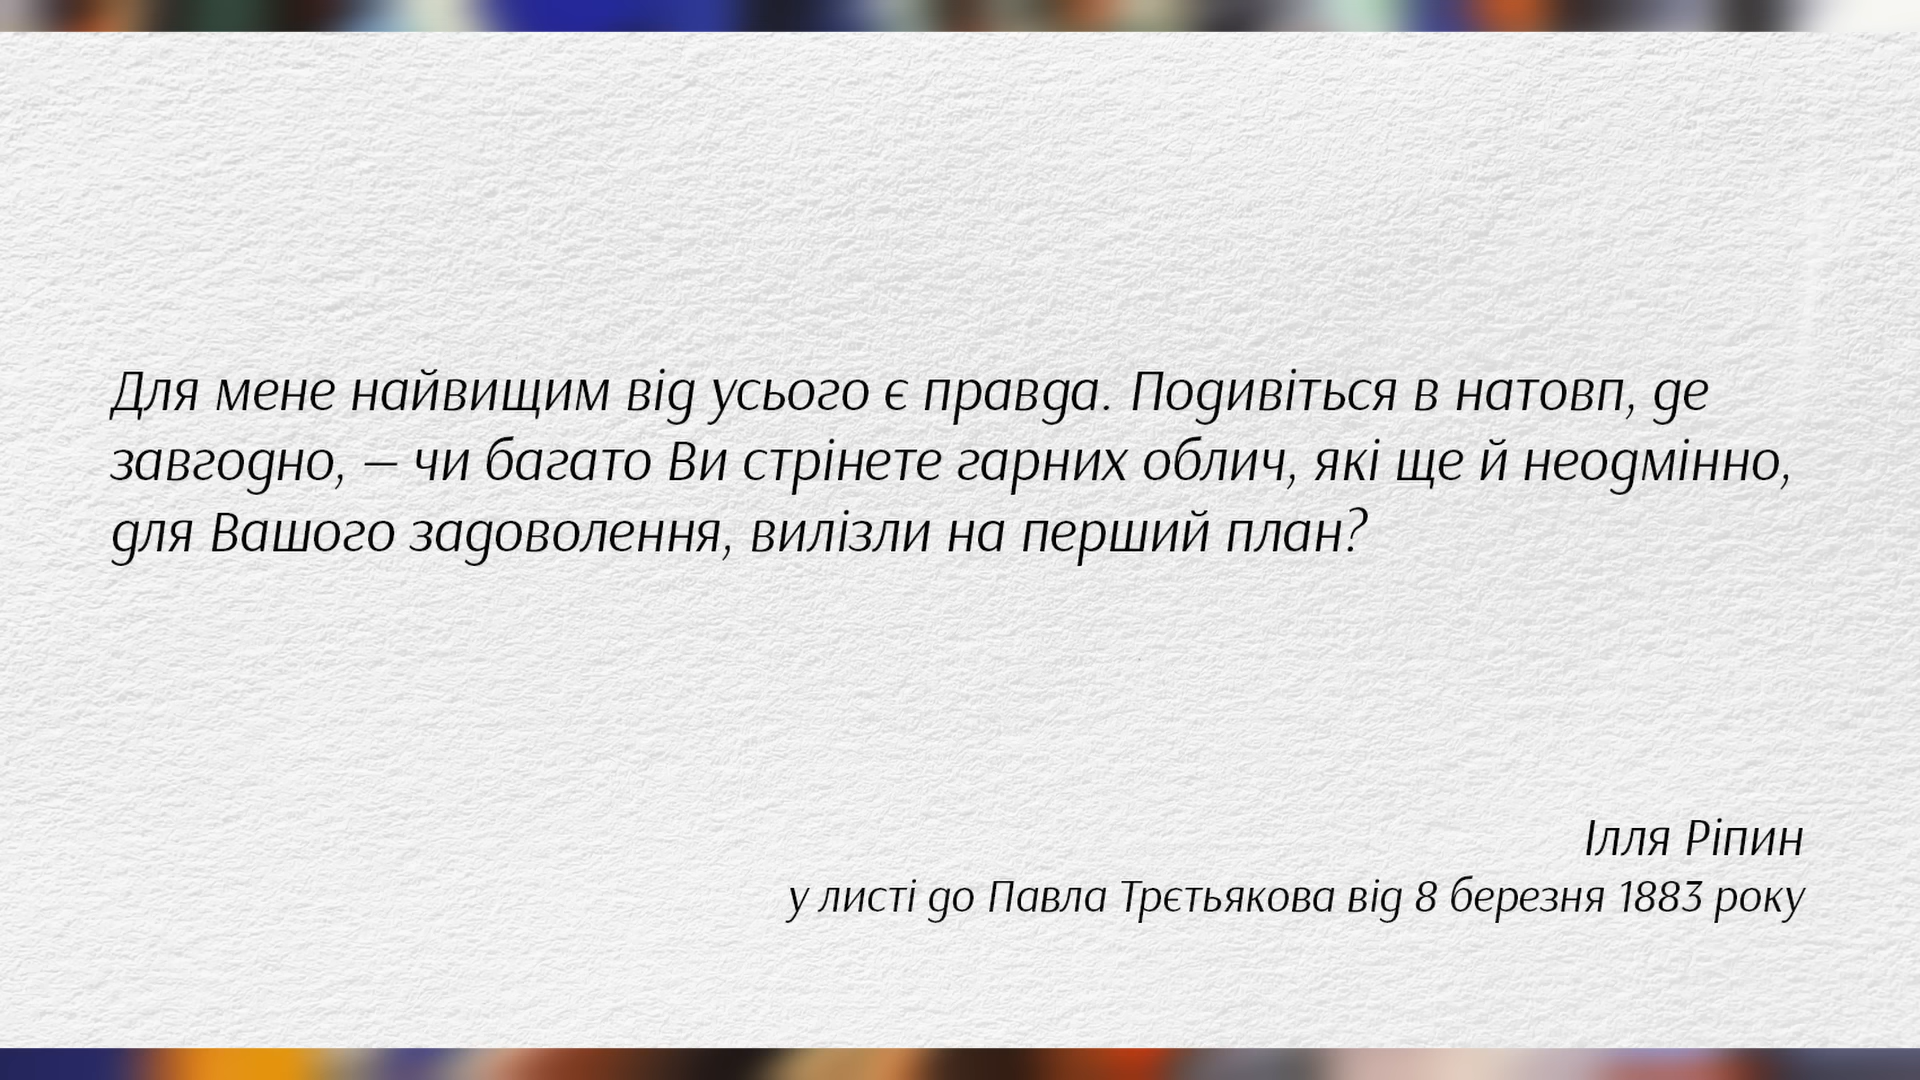 Для мене найвищим від усього є правда. Подивіться в натовп, де
завгодно, – чи багато Ви стрінете гарних облич, які ще й неодмінно,
для Вашого задоволення, вилізли на перший план?
Ілля Ріпин
у листі до Павла Трєтьякова від 8 березня 1883 року